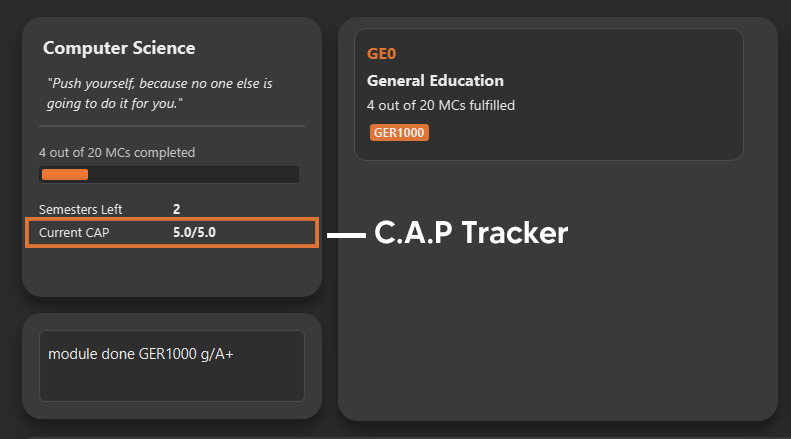 Computer Science
"Push yourself, because no one else is
going to do it for you."
4 out of 20 MCs completed
Semesters Left 2
Current CAP 5.0/5.0
module done GER1000 g/A+
C.A.P Tracker
GE0
General Education
4 out of 20 MCs fulfilled
GER1000